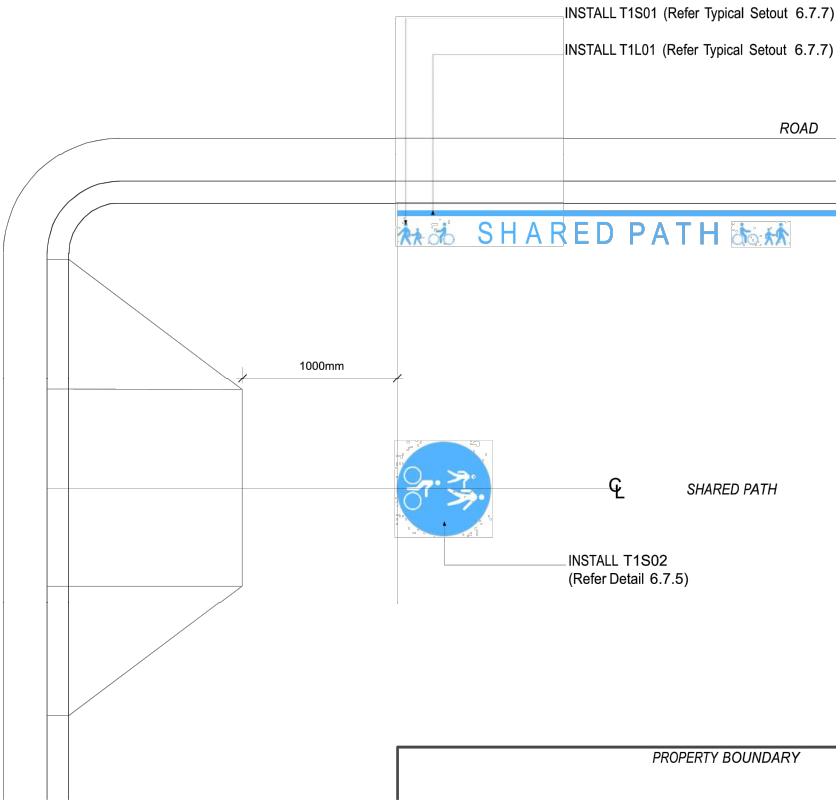 INSTALL T1S01 (Refer Typical Setout 6.7.7)
INSTALL T1L01 (Refer Typical Setout 6.7.7)
ROAD
SHARED PATH
1000mm
℄
SHARED PATH
INSTALL T1S02
(Refer Detail 6.7.5)
PROPERTY BOUNDARY